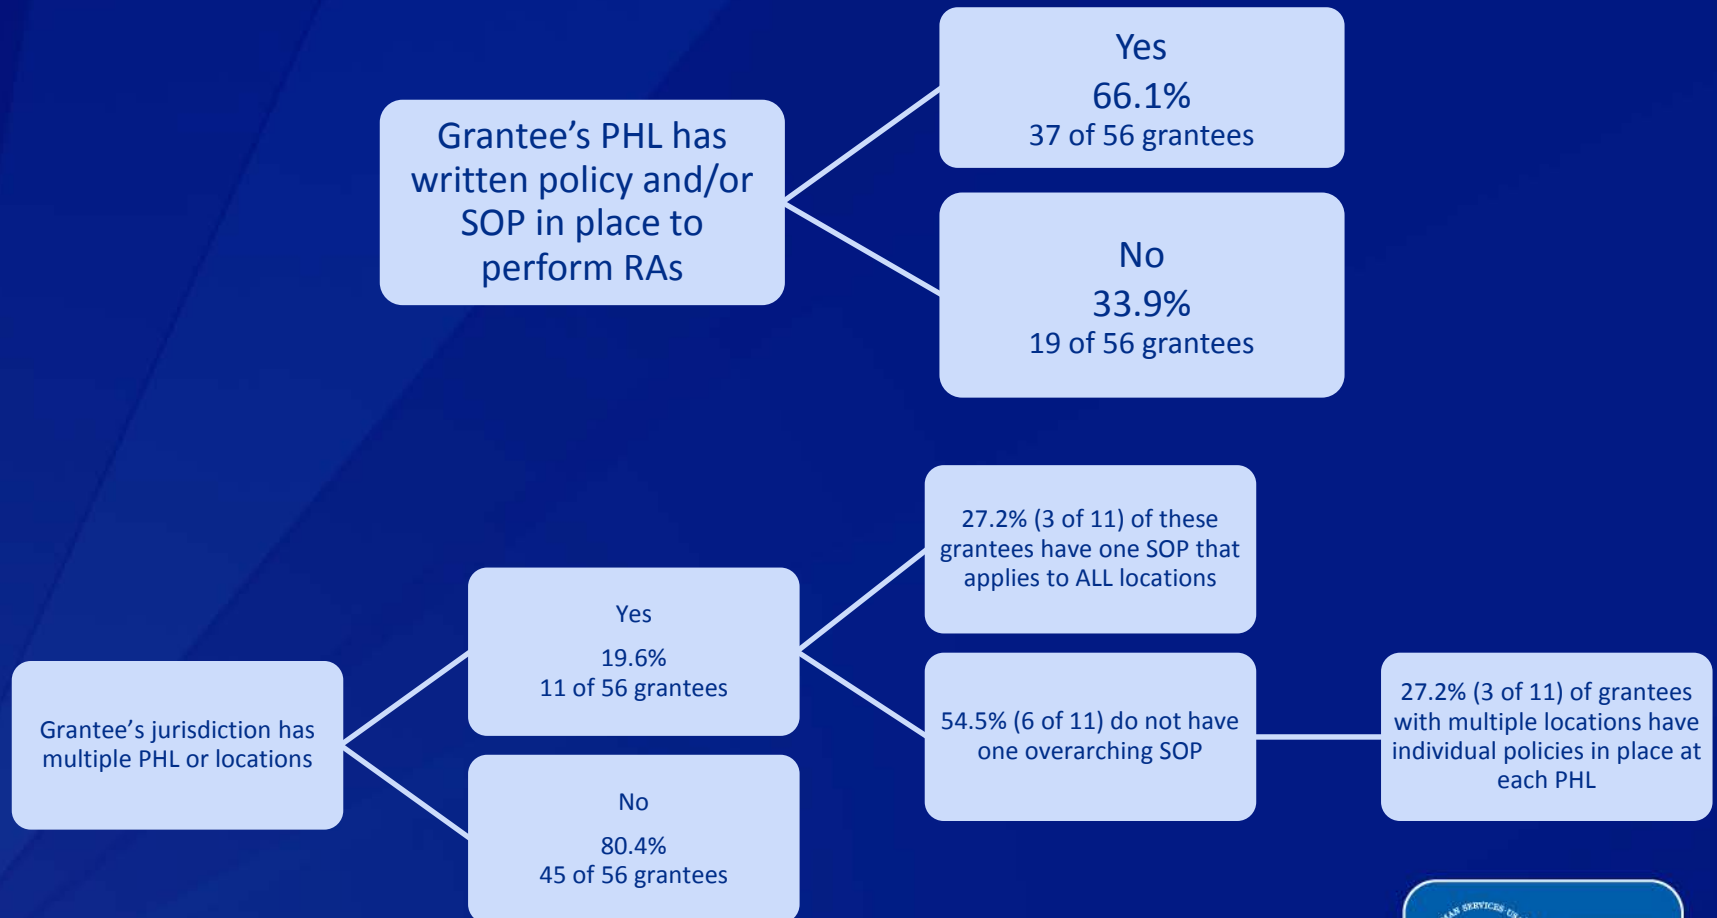 Grantee’s PHL has
written policy and/or
SOP in place to
perform RAs
Yes
66.1%
37 of 56 grantees
No
33.9%
19 of 56 grantees
Grantee’s jurisdiction has
multiple PHL or locations
Yes
19.6%
11 of 56 grantees
No
80.4%
45 of 56 grantees
27.2% (3 of 11) of these
grantees have one SOP that
applies to ALL locations
54.5% (6 of 11) do not have
one overarching SOP
27.2% (3 of 11) of grantees
with multiple locations have
individual policies in place at
each PHL
SERVICES